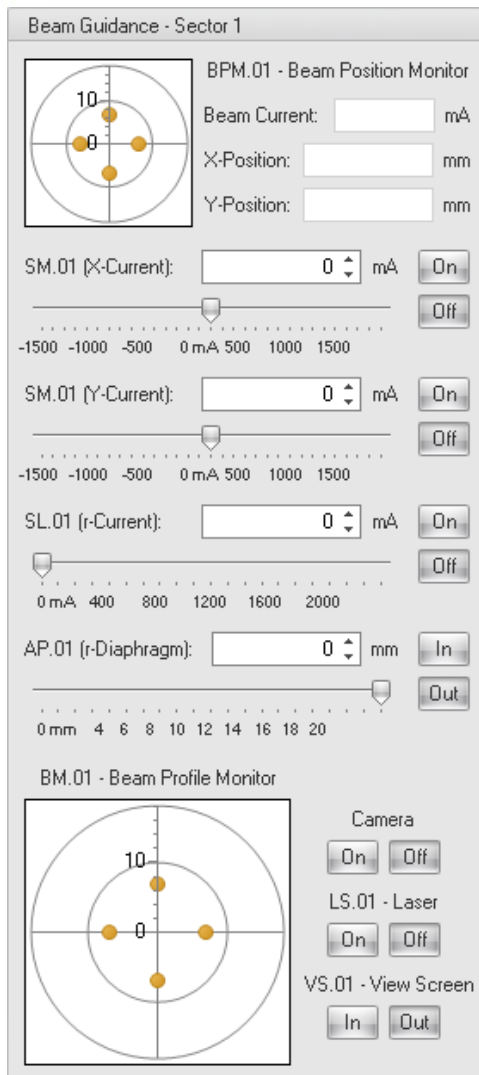 Beam Guidance - Sector 1
BPM.01 - Beam Position Monitor
10
0
Beam Current: mA
X-Position: mm
Y-Position: mm
SM.01 (X-Current): 0 mA On
Off
-1500 -1000 -500 0 mA 500 1000 1500
SM.01 (Y-Current): 0 mA On
Off
-1500 -1000 -500 0 mA 500 1000 1500
SL.01 (r-Current): 0 mA On
Off
0 mA 400 800 1200 1600 2000
AP.01 (r-Diaphragm): 0 mm In
Out
0 mm 4 6 8 10 12 14 16 18 20
BM.01 - Beam Profile Monitor
10
0
Camera
On Off
LS.01 - Laser
On Off
VS.01 - View Screen
In Out